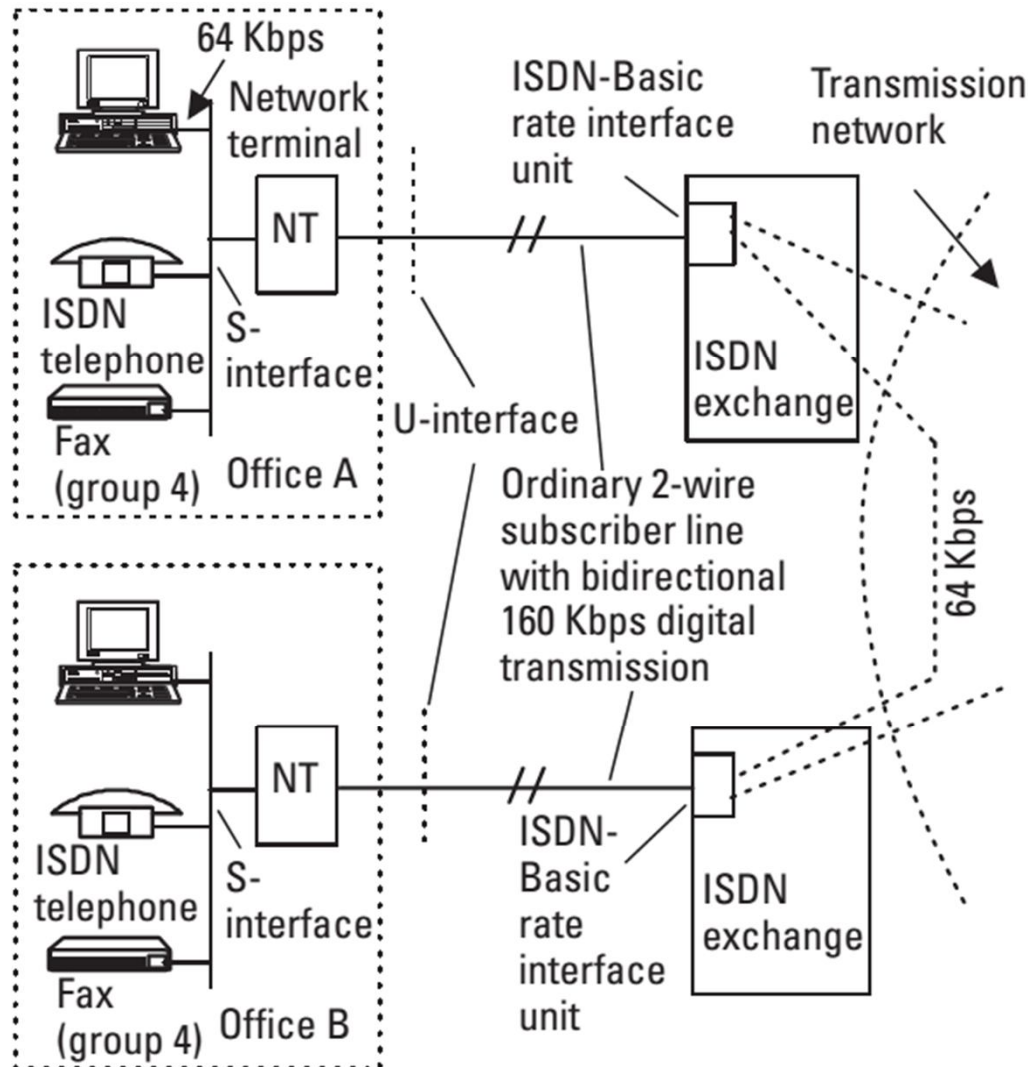 64 Kbps
Network
terminal
NT
ISDN
telephone
S-
interface
Fax
(group 4)
Office A
U-interface
ISDN-Basic
rate interface
unit
Transmission
network
ISDN
exchange
Ordinary 2-wire
subscriber line
with bidirectional
160 Kbps digital
transmission
64 Kbps
NT
ISDN
telephone
S-
interface
Fax
(group 4)
Office B
ISDN-
Basic
rate
interface
unit
ISDN
exchange